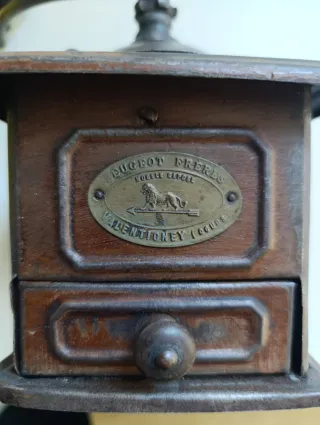 PEUGEOT FRERES
MODELE DEPOSE
VALENTIGNEY (DOUBS)